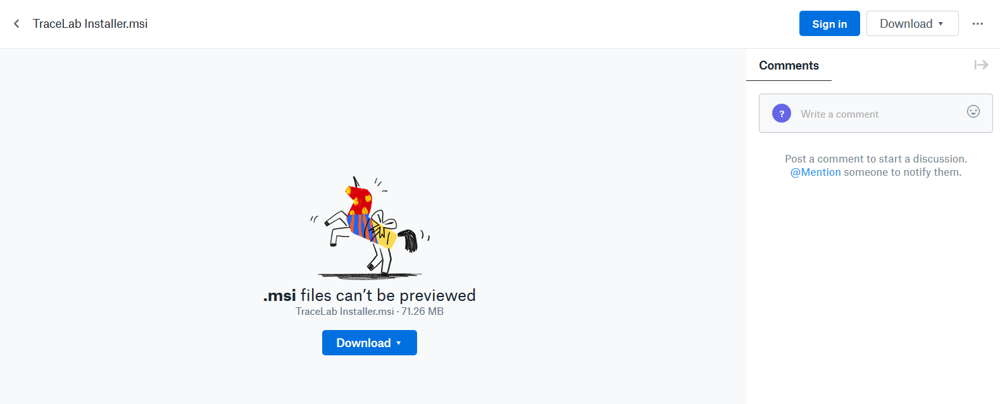 TraceLab Installer.msi
Sign in
Download
Comments
?
Write a comment
Post a comment to start a discussion.
@Mention someone to notify them.
.msi files can’t be previewed
TraceLab Installer.msi · 71.26 MB
Download